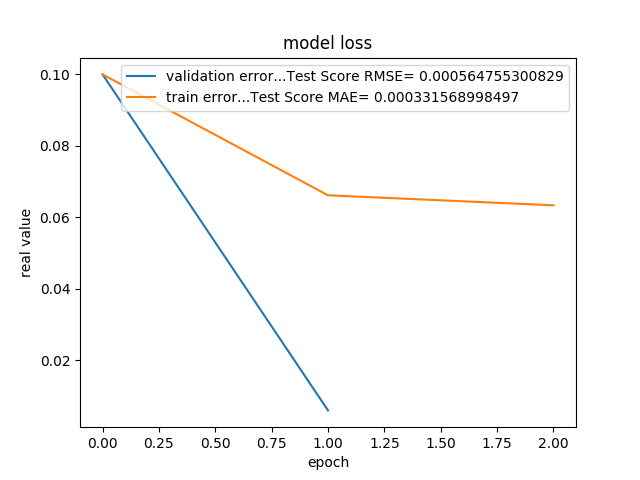 model loss
validation error...Test Score RMSE= 0.000564755300829
train error...Test Score MAE= 0.000331568998497
real value
0.10
0.08
0.06
0.04
0.02
0.00 0.25 0.50 0.75 1.00 1.25 1.50 1.75 2.00
epoch